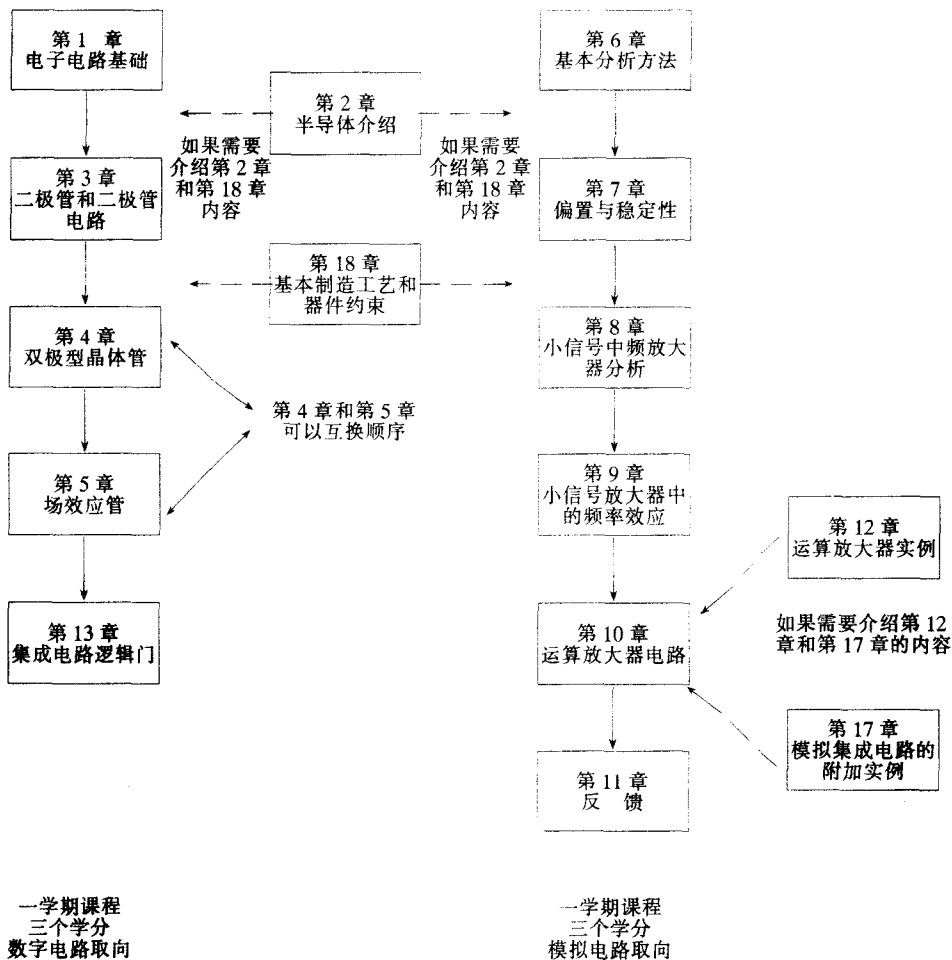 第1 章
电子电路基础
第 6 章
基本分析方法
第 2 章
半导体介绍
如果需要
介绍第 2 章
和第 18 章
内容
如果需要
介绍第 2
和第 18 章
内容
第 3 章
二极管和二极管
电路
第 7 章
偏置与稳定性
第 18 章
基本制造工艺和
器件约束
第 4 章
双极型晶体管
第 8 章
小信号中频放大
器分析
第 4 章和第 5 章
可以互换顺序
第 5 章
场效应管
第 9 章
小信号放大器中
的频率效应
第 12 章
运算放大器实例
第 13 章
集成电路逻辑门
第 10 章
运算放大器电路
如果需要介绍第 12
章和第 17 章的内容
第 17 章
模拟集成电路的
附加实例
第 11 章
反 馈
一学期课程
三个学分
数字电路取向
一学期课程
三个学分
模拟电路取向